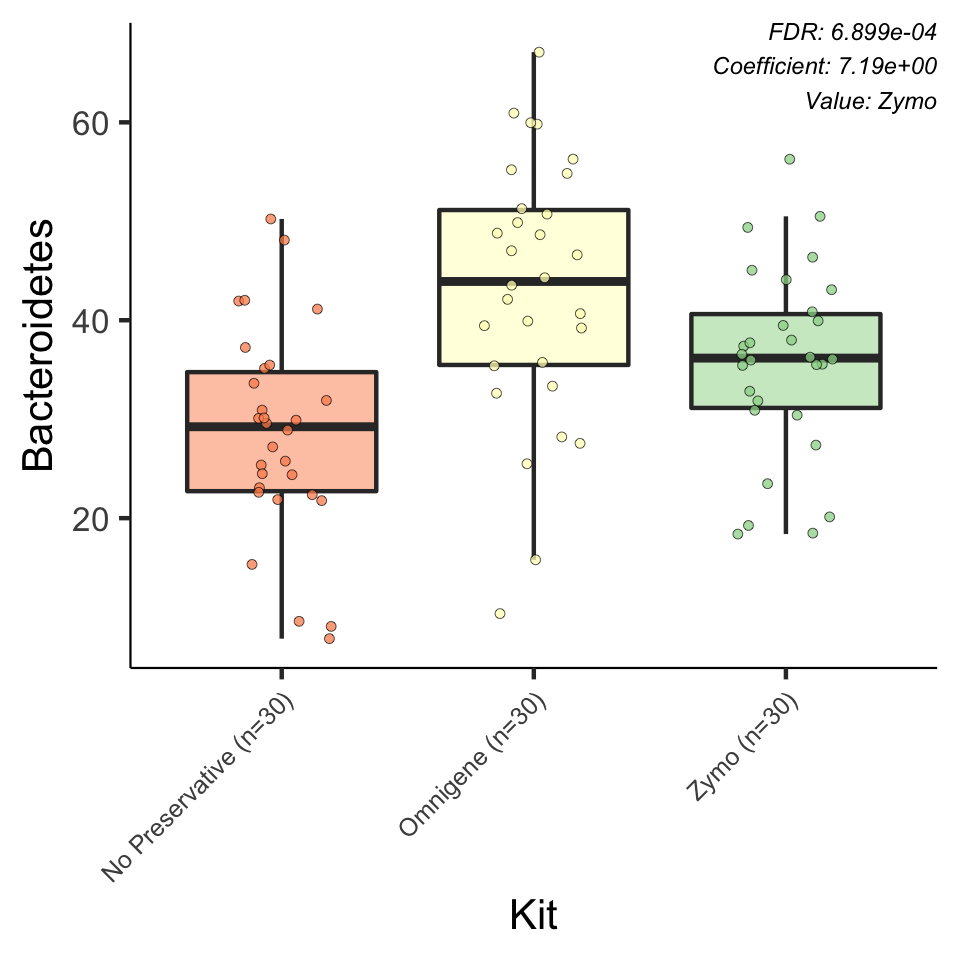 FDR: 6.899e-04
Coefficient: 7.19e+00
Value: Zymo
Bacteroidetes
60
40
20
No Preservative (n=30)
Omnigene (n=30)
Zymo (n=30)
Kit